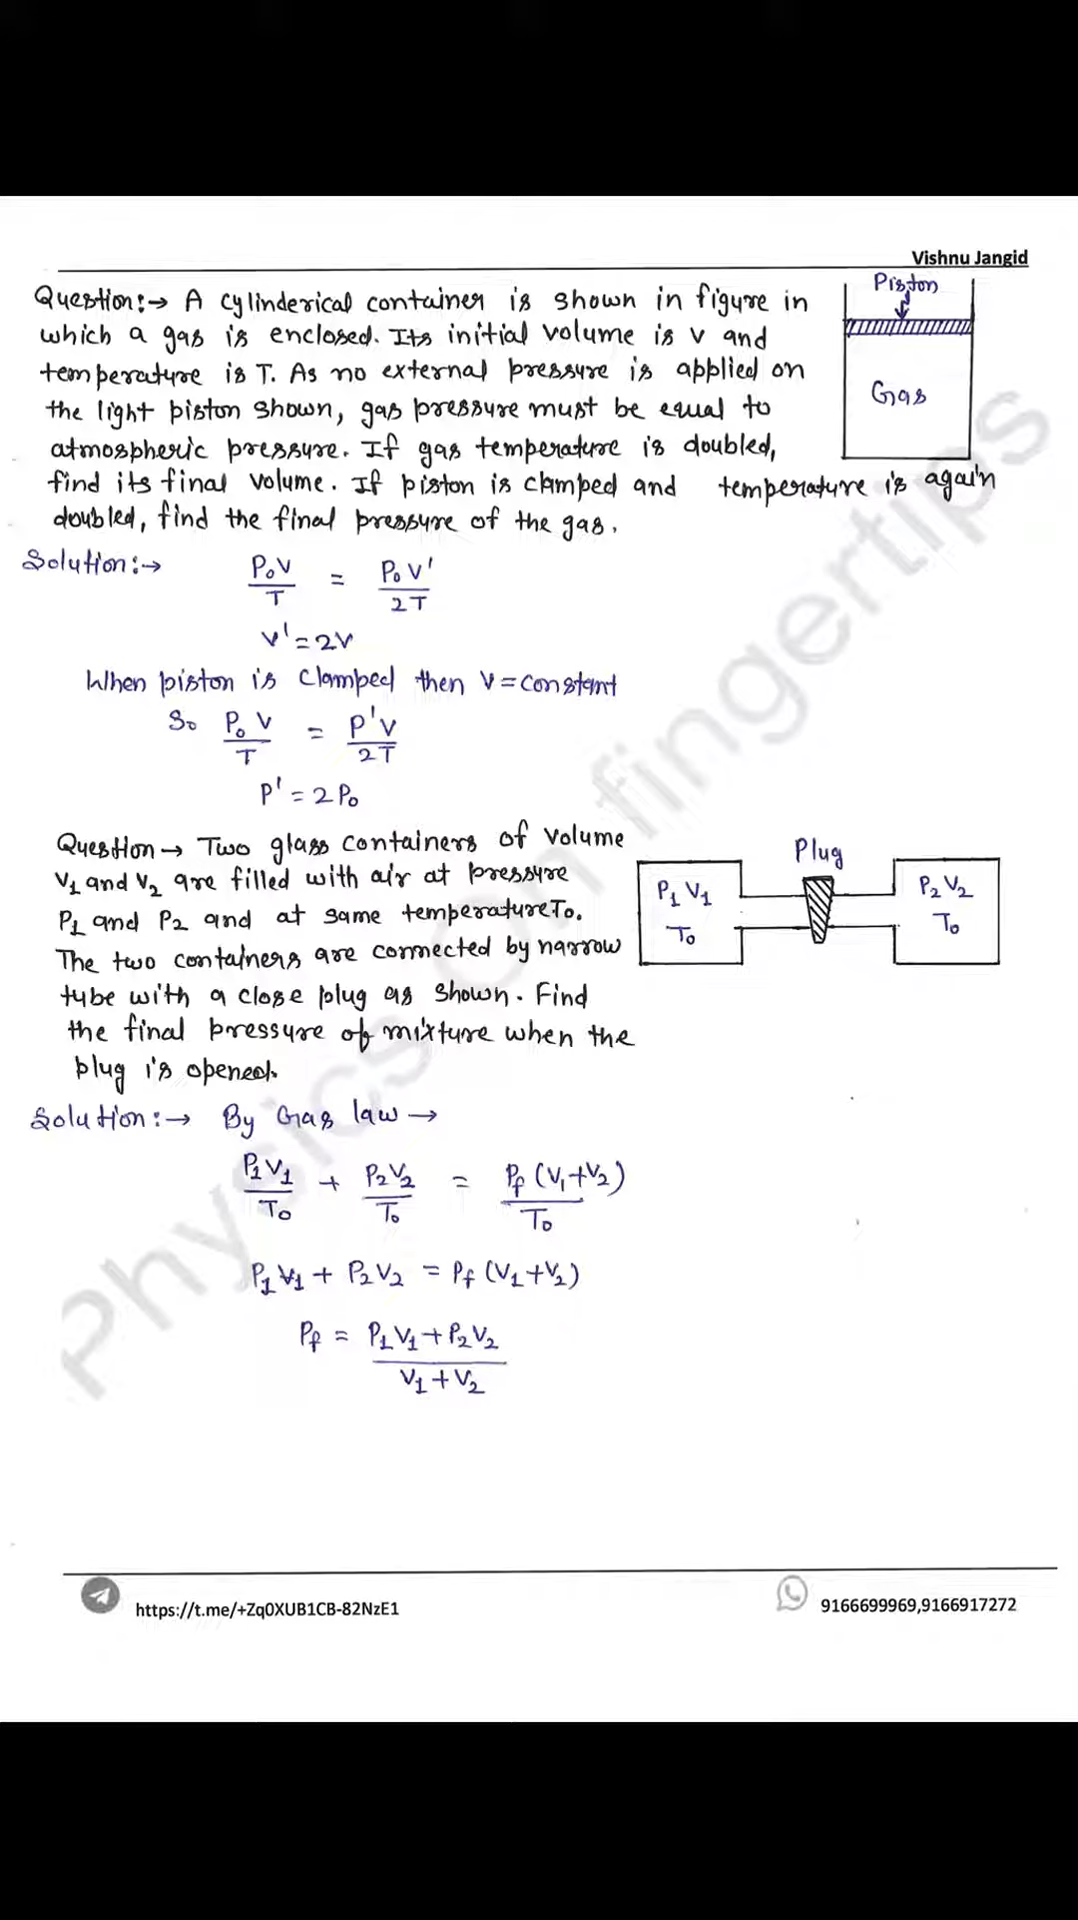 Vishnu Jangid
Piston
Question:→ A cylinderical container is shown in figure in
which a gas is enclosed. Its initial volume is V and
temperature is T. As no external pressure is applied on
the light piston shown, gas pressure must be equal to
atmospheric pressure. If gas temperature is doubled,
find its final volume. If piston is clamped and temperature is again
doubled, find the final pressure of the gas.
Gas
Solution:→ P₀V/T = P₀V'/2T
V' = 2V
When piston is clamped then V = constant
So P₀V/T = P'V/2T
P' = 2P₀
Question → Two glass containers of volume
V₁ and V₂ are filled with air at pressure
P₁ and P₂ and at same temperature T₀.
The two containers are connected by narrow
tube with a close plug as shown. Find
the final pressure of mixture when the
plug is opened.
Plug
P₁ V₁
T₀
P₂ V₂
T₀
Solution:→ By Gas law →
P₁V₁/T₀ + P₂V₂/T₀ = Pf (V₁+V₂)/T₀
P₁V₁ + P₂V₂ = Pf (V₁+V₂)
Pf = P₁V₁ + P₂V₂/V₁ + V₂
Physics On fingertips
https://t.me/+Zq0XUB1CB-82NzE1
9166699969,9166917272